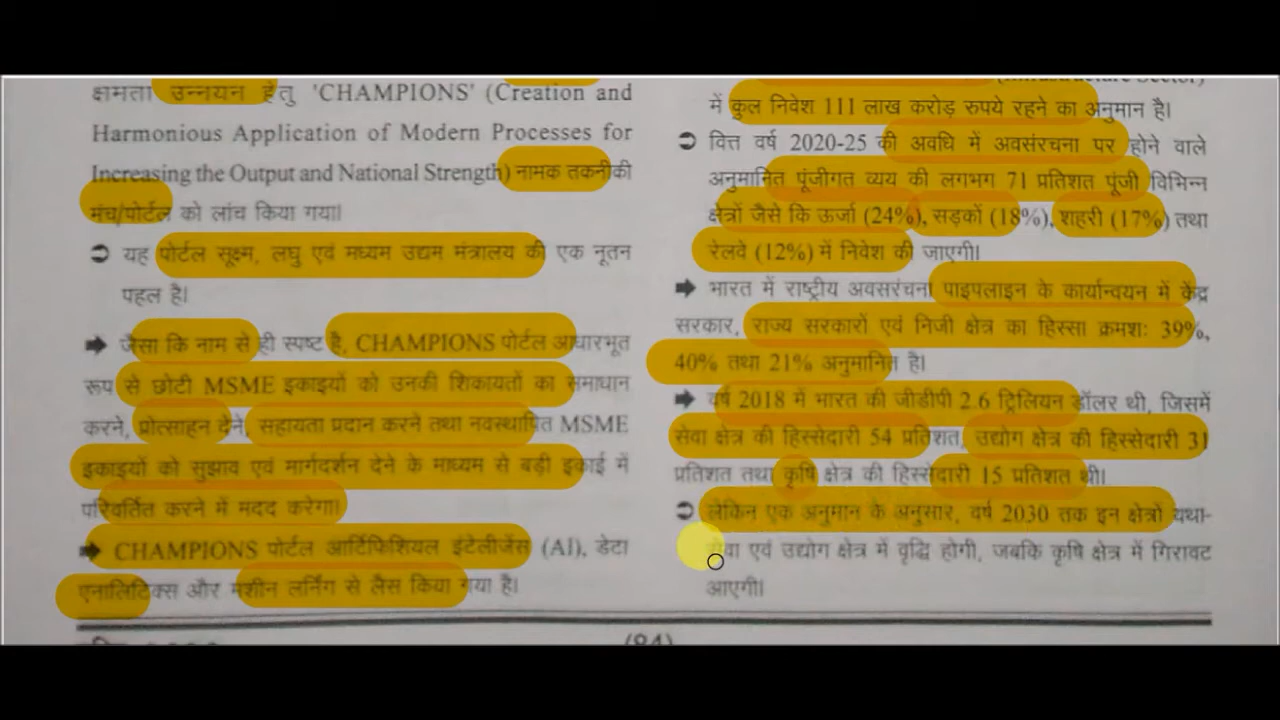 क्षमता उन्नयन हेतु 'CHAMPIONS' (Creation and
Harmonious Application of Modern Processes for
Increasing the Output and National Strength) नामक तकनीकी
मंच/पोर्टल को लांच किया गया।
➲ यह पोर्टल सूक्ष्म, लघु एवं मध्यम उद्यम मंत्रालय की एक नूतन
पहल है।
➡ जैसा कि नाम से ही स्पष्ट है, CHAMPIONS पोर्टल आधारभूत
रूप से छोटी MSME इकाइयों को उनकी शिकायतों का समाधान
करने, प्रोत्साहन देने, सहायता प्रदान करने तथा नवस्थापित MSME
इकाइयों को सुझाव एवं मार्गदर्शन देने के माध्यम से बड़ी इकाई में
परिवर्तित करने में मदद करेगा।
➡ CHAMPIONS पोर्टल आर्टिफिशियल इंटेलीजेंस (AI), डेटा
एनालिटिक्स और मशीन लर्निंग से लैस किया गया है।
में कुल निवेश 111 लाख करोड़ रुपये रहने का अनुमान है।
➲ वित्त वर्ष 2020-25 की अवधि में अवसंरचना पर होने वाले
अनुमानित पूंजीगत व्यय की लगभग 71 प्रतिशत पूंजी विभिन्न
क्षेत्रों जैसे कि ऊर्जा (24%), सड़कों (18%), शहरी (17%) तथा
रेलवे (12%) में निवेश की जाएगी।
➡ भारत में राष्ट्रीय अवसरंचना पाइपलाइन के कार्यान्वयन में केंद्र
सरकार, राज्य सरकारों एवं निजी क्षेत्र का हिस्सा क्रमश: 39%,
40% तथा 21% अनुमानित है।
➡ वर्ष 2018 में भारत की जीडीपी 2.6 ट्रिलियन डॉलर थी, जिसमें
सेवा क्षेत्र की हिस्सेदारी 54 प्रतिशत, उद्योग क्षेत्र की हिस्सेदारी 31
प्रतिशत तथा कृषि क्षेत्र की हिस्सेदारी 15 प्रतिशत थी।
➲ लेकिन एक अनुमान के अनुसार, वर्ष 2030 तक इन क्षेत्रों यथा-
सेवा एवं उद्योग क्षेत्र में वृद्धि होगी, जबकि कृषि क्षेत्र में गिरावट
आएगी।
(84)